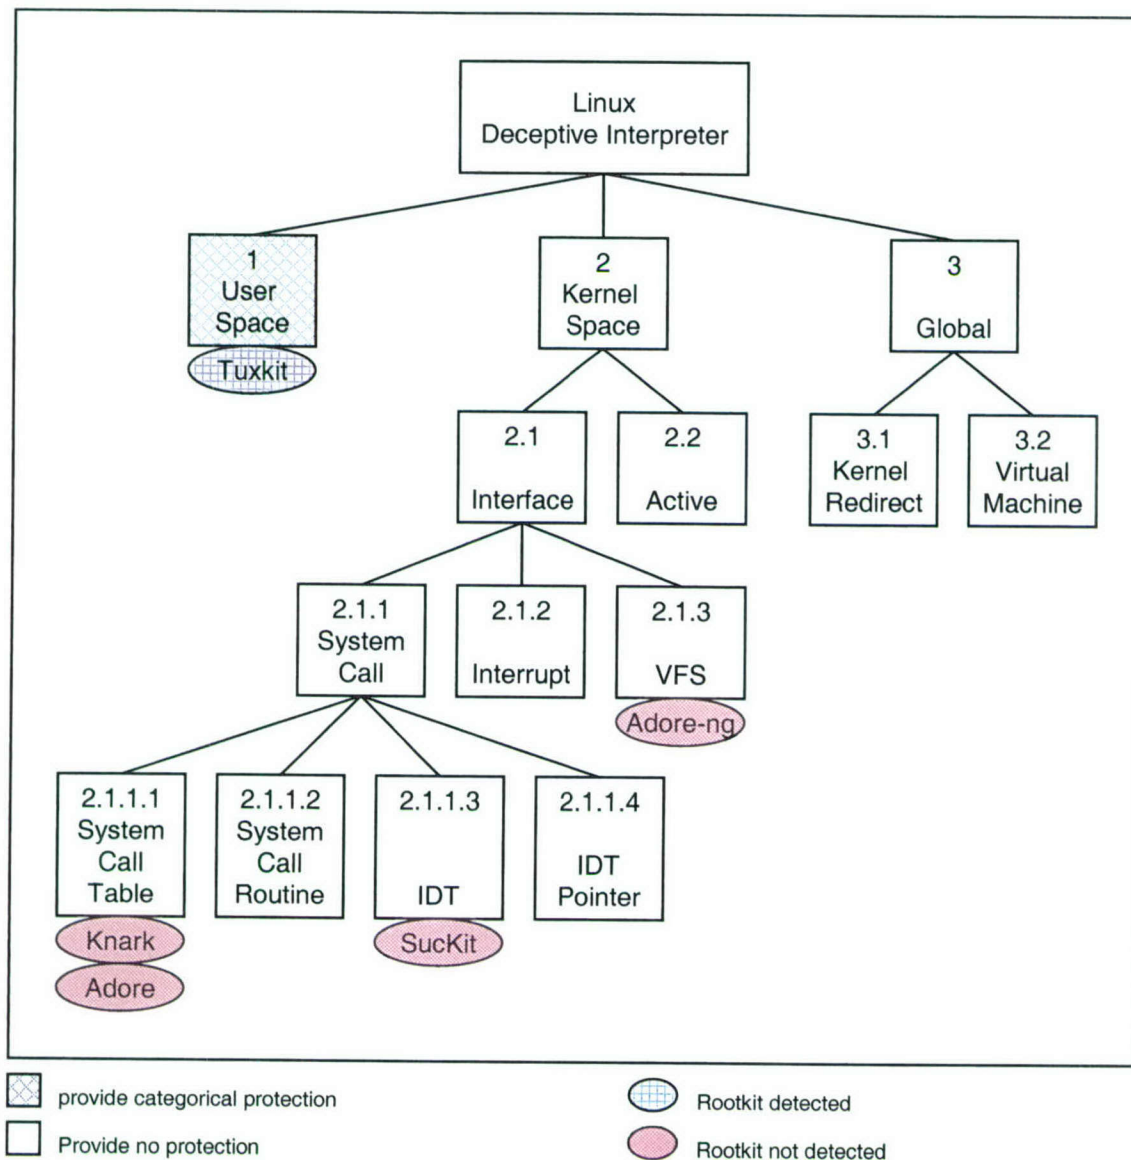 Linux
Deceptive Interpreter
1
User
Space
Tuxkit
2
Kernel
Space
3
Global
2.1
Interface
2.2
Active
3.1
Kernel
Redirect
3.2
Virtual
Machine
2.1.1
System
Call
2.1.2
Interrupt
2.1.3
VFS
Adore-ng
2.1.1.1
System
Call
Table
Knark
Adore
2.1.1.2
System
Call
Routine
2.1.1.3
IDT
SucKit
2.1.1.4
IDT
Pointer
provide categorical protection
Rootkit detected
Provide no protection
Rootkit not detected